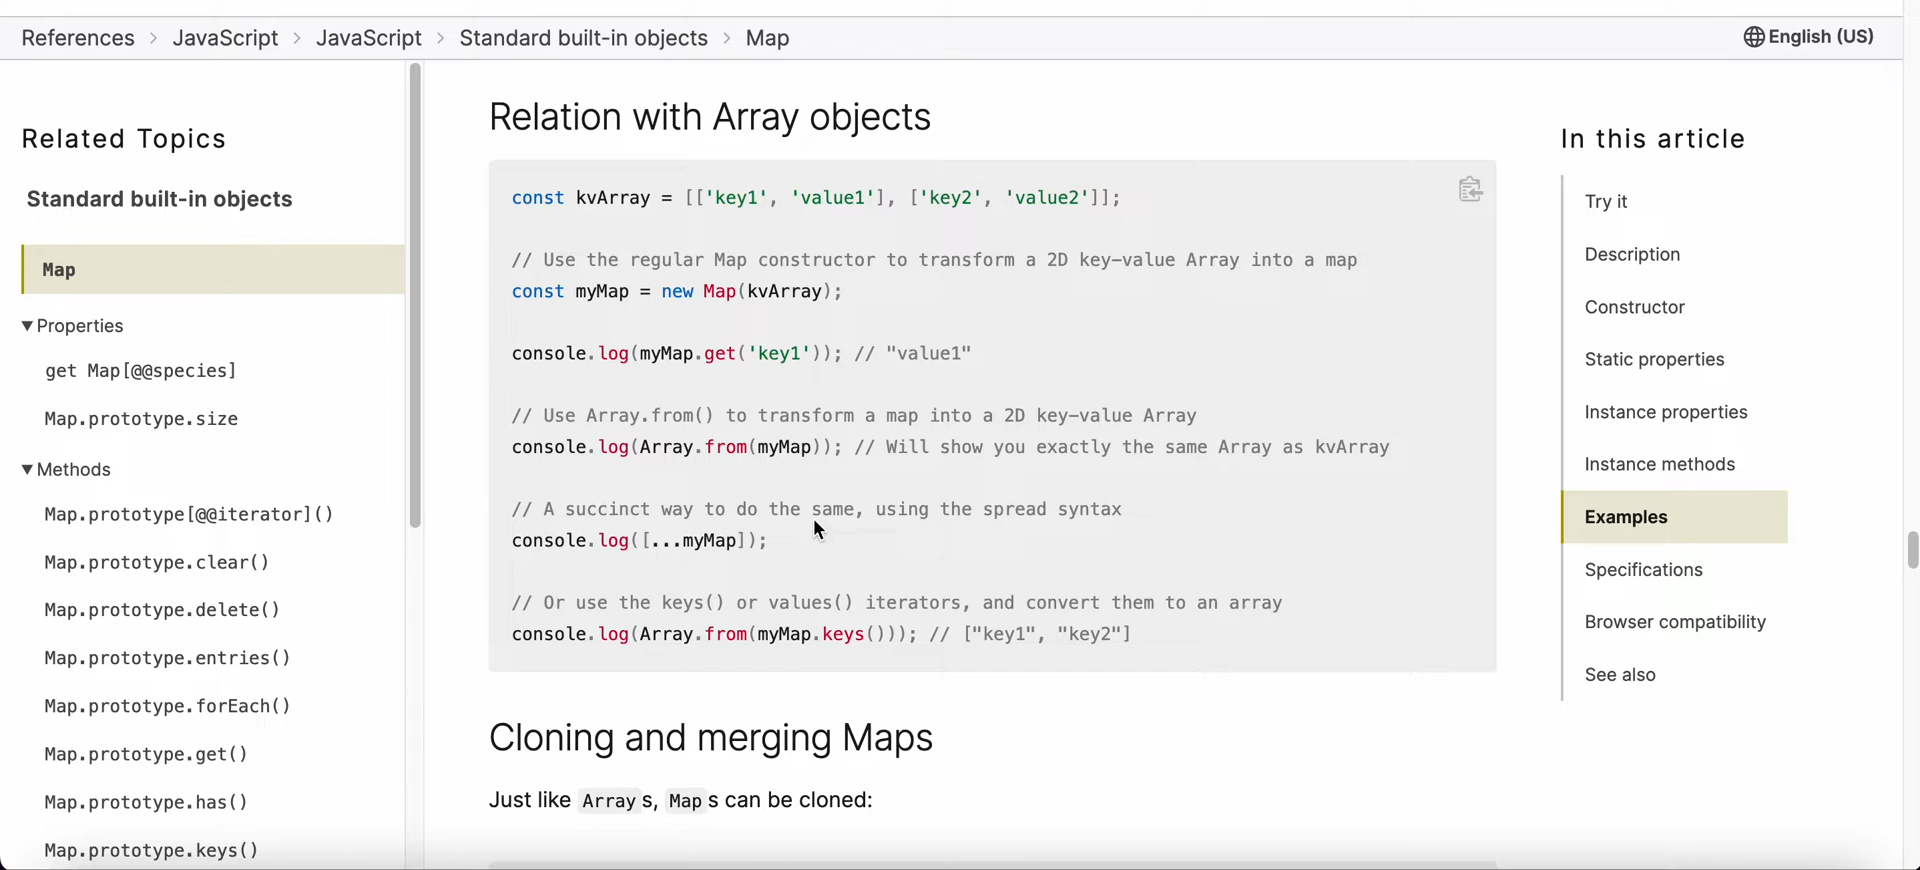 References > JavaScript > JavaScript > Standard built-in objects > Map
English (US)
Related Topics
Standard built-in objects
Map
▼ Properties
get Map[@@species]
Map.prototype.size
▼ Methods
Map.prototype[@@iterator]()
Map.prototype.clear()
Map.prototype.delete()
Map.prototype.entries()
Map.prototype.forEach()
Map.prototype.get()
Map.prototype.has()
Map.prototype.keys()
Relation with Array objects
const kvArray = [['key1', 'value1'], ['key2', 'value2']];
// Use the regular Map constructor to transform a 2D key-value Array into a map
const myMap = new Map(kvArray);
console.log(myMap.get('key1')); // "value1"
// Use Array.from() to transform a map into a 2D key-value Array
console.log(Array.from(myMap)); // Will show you exactly the same Array as kvArray
// A succinct way to do the same, using the spread syntax
console.log([...myMap]);
// Or use the keys() or values() iterators, and convert them to an array
console.log(Array.from(myMap.keys())); // ["key1", "key2"]
Cloning and merging Maps
Just like Arrays, Maps can be cloned:
In this article
Try it
Description
Constructor
Static properties
Instance properties
Instance methods
Examples
Specifications
Browser compatibility
See also